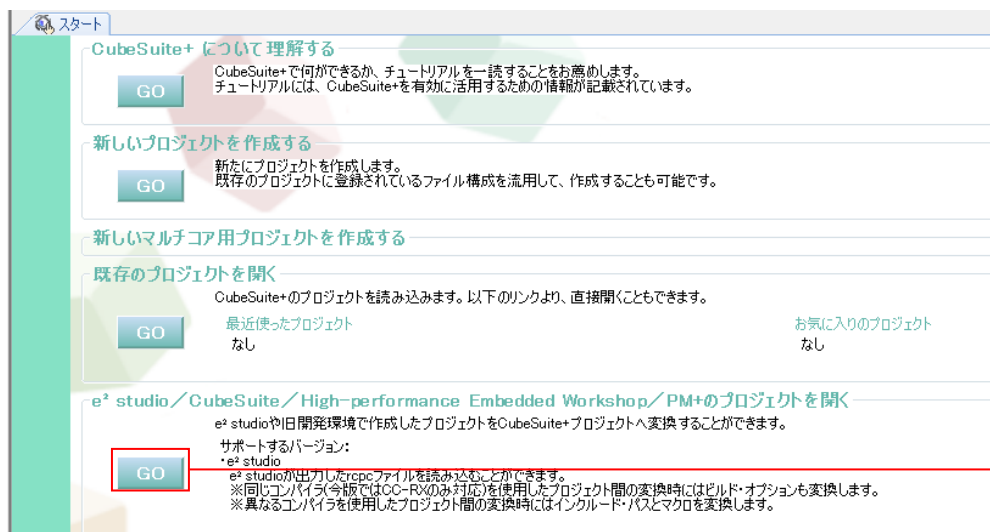 スタート
CubeSuite+ について理解する
GO
CubeSuite+で何ができるか、チュートリアルを一読することをお薦めします。
チュートリアルには、CubeSuite+を有効に活用するための情報が記載されています。
新しいプロジェクトを作成する
GO
新たにプロジェクトを作成します。
既存のプロジェクトに登録されているファイル構成を流用して、作成することも可能です。
新しいマルチコア用プロジェクトを作成する
既存のプロジェクトを開く
CubeSuite+のプロジェクトを読み込みます。以下のリンクより、直接開くこともできます。
GO
最近使ったプロジェクト
なし
お気に入りのプロジェクト
なし
e² studio／CubeSuite／High-performance Embedded Workshop／PM+のプロジェクトを開く
e² studioや旧開発環境で作成したプロジェクトをCubeSuite+プロジェクトへ変換することができます。
サポートするバージョン：
・e² studio
GO
e² studioが出力したrcpcファイルを読み込むことができます。
※同じコンパイラ(今版ではCC-RXのみ対応)を使用したプロジェクト間の変換時にはビルド・オプションも変換します。
※異なるコンパイラを使用したプロジェクト間の変換時にはインクルード・パスとマクロを変換します。